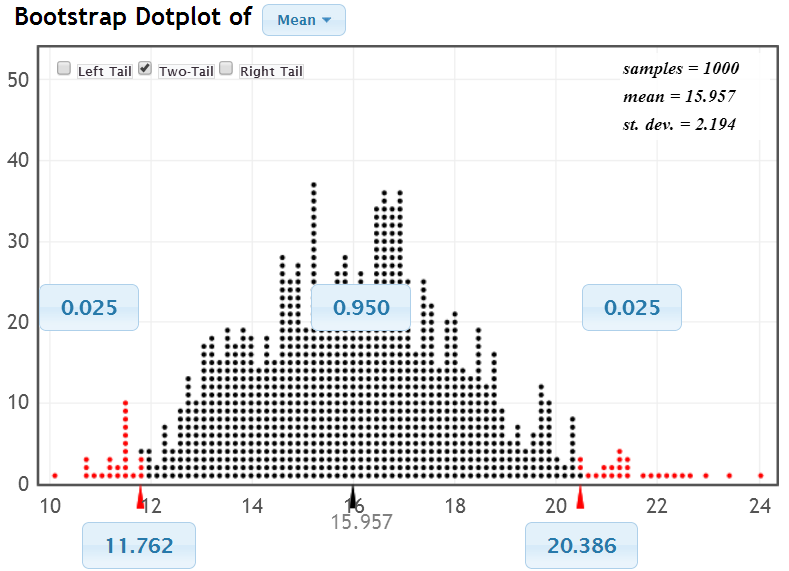 Bootstrap Dotplot of Mean
Left Tail Two-Tail Right Tail
samples = 1000
mean = 15.957
st. dev. = 2.194
50
40
30
20
10
0
0.025 0.950 0.025
10 12 14 16 18 20 22 24
15.957
11.762 20.386